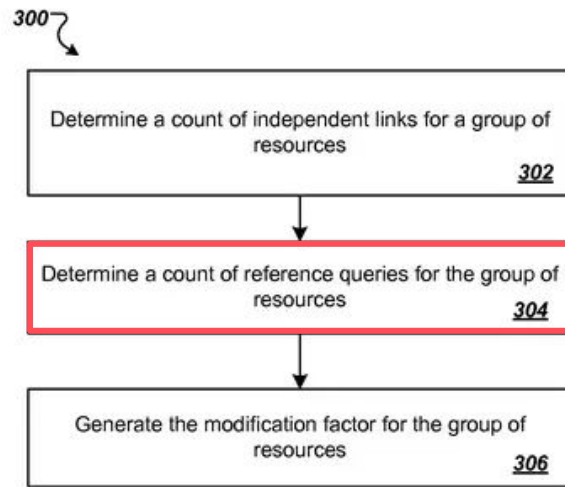 300
Determine a count of independent links for a group of
resources
302
Determine a count of reference queries for the group of
resources
304
Generate the modification factor for the group of
resources
306